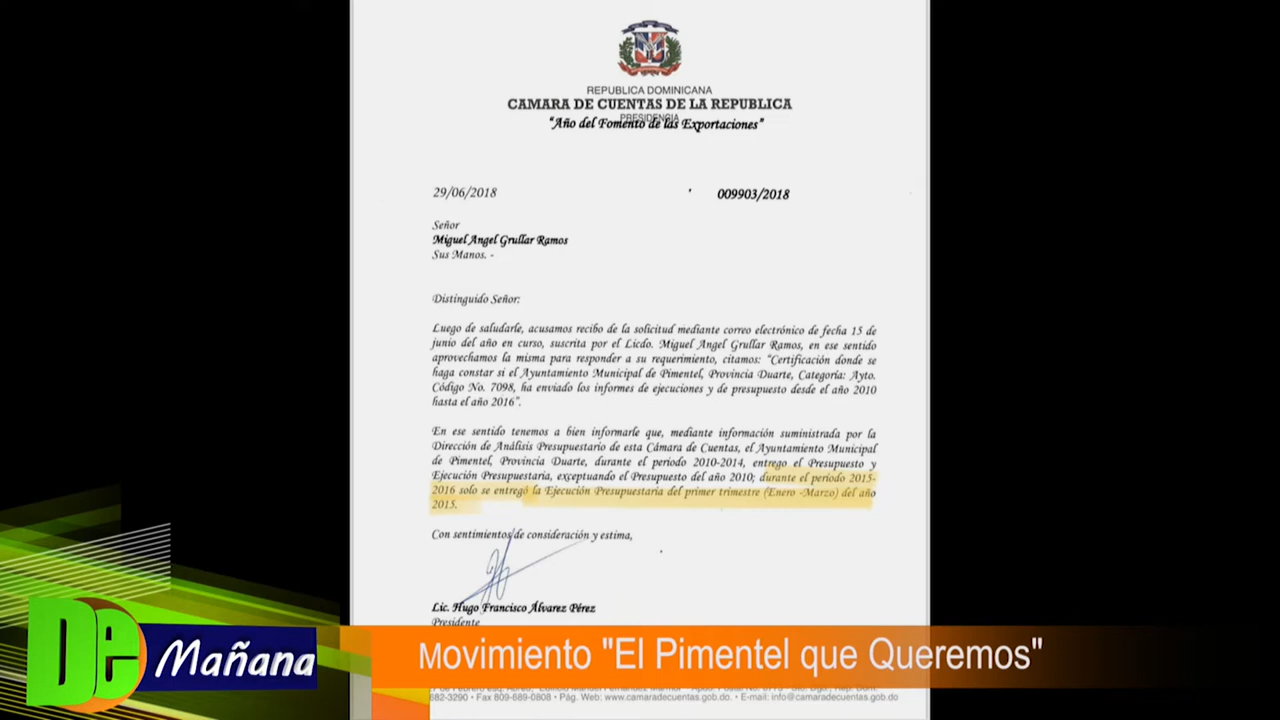 REPUBLICA DOMINICANA
CAMARA DE CUENTAS DE LA REPUBLICA
PRESIDENCIA
"Año del Fomento de las Exportaciones"
29/06/2018
009903/2018
Señor
Miguel Angel Grullar Ramos
Sus Manos. -
Distinguido Señor:
Luego de saludarle, acusamos recibo de la solicitud mediante correo electrónico de fecha 15 de
junio del año en curso, suscrita por el Licdo. Miguel Angel Grullar Ramos, en ese sentido
aprovechamos la misma para responder a su requerimiento, citamos: "Certificación donde se
haga constar si el Ayuntamiento Municipal de Pimentel, Provincia Duarte, Categoría: Ayto.
Código No. 7098, ha enviado los informes de ejecuciones y de presupuesto desde el año 2010
hasta el año 2016".
En ese sentido tenemos a bien informarle que, mediante información suministrada por la
Dirección de Análisis Presupuestario de esta Cámara de Cuentas, el Ayuntamiento Municipal
de Pimentel, Provincia Duarte, durante el período 2010-2014, entrego el Presupuesto y
Ejecución Presupuestaria, exceptuando el Presupuesto del año 2010; durante el período 2015-
2016 solo se entregó la Ejecución Presupuestaria del primer trimestre (Enero -Marzo) del año
2015.
Con sentimientos de consideración y estima,
Lic. Hugo Francisco Álvarez Pérez
Presidente
De Mañana
Movimiento "El Pimentel que Queremos"
682-3290 • Fax 809-689-0808 • Pág. Web: www.camaradecuentas.gob.do. • E-mail: info@camaradecuentas.gob.do